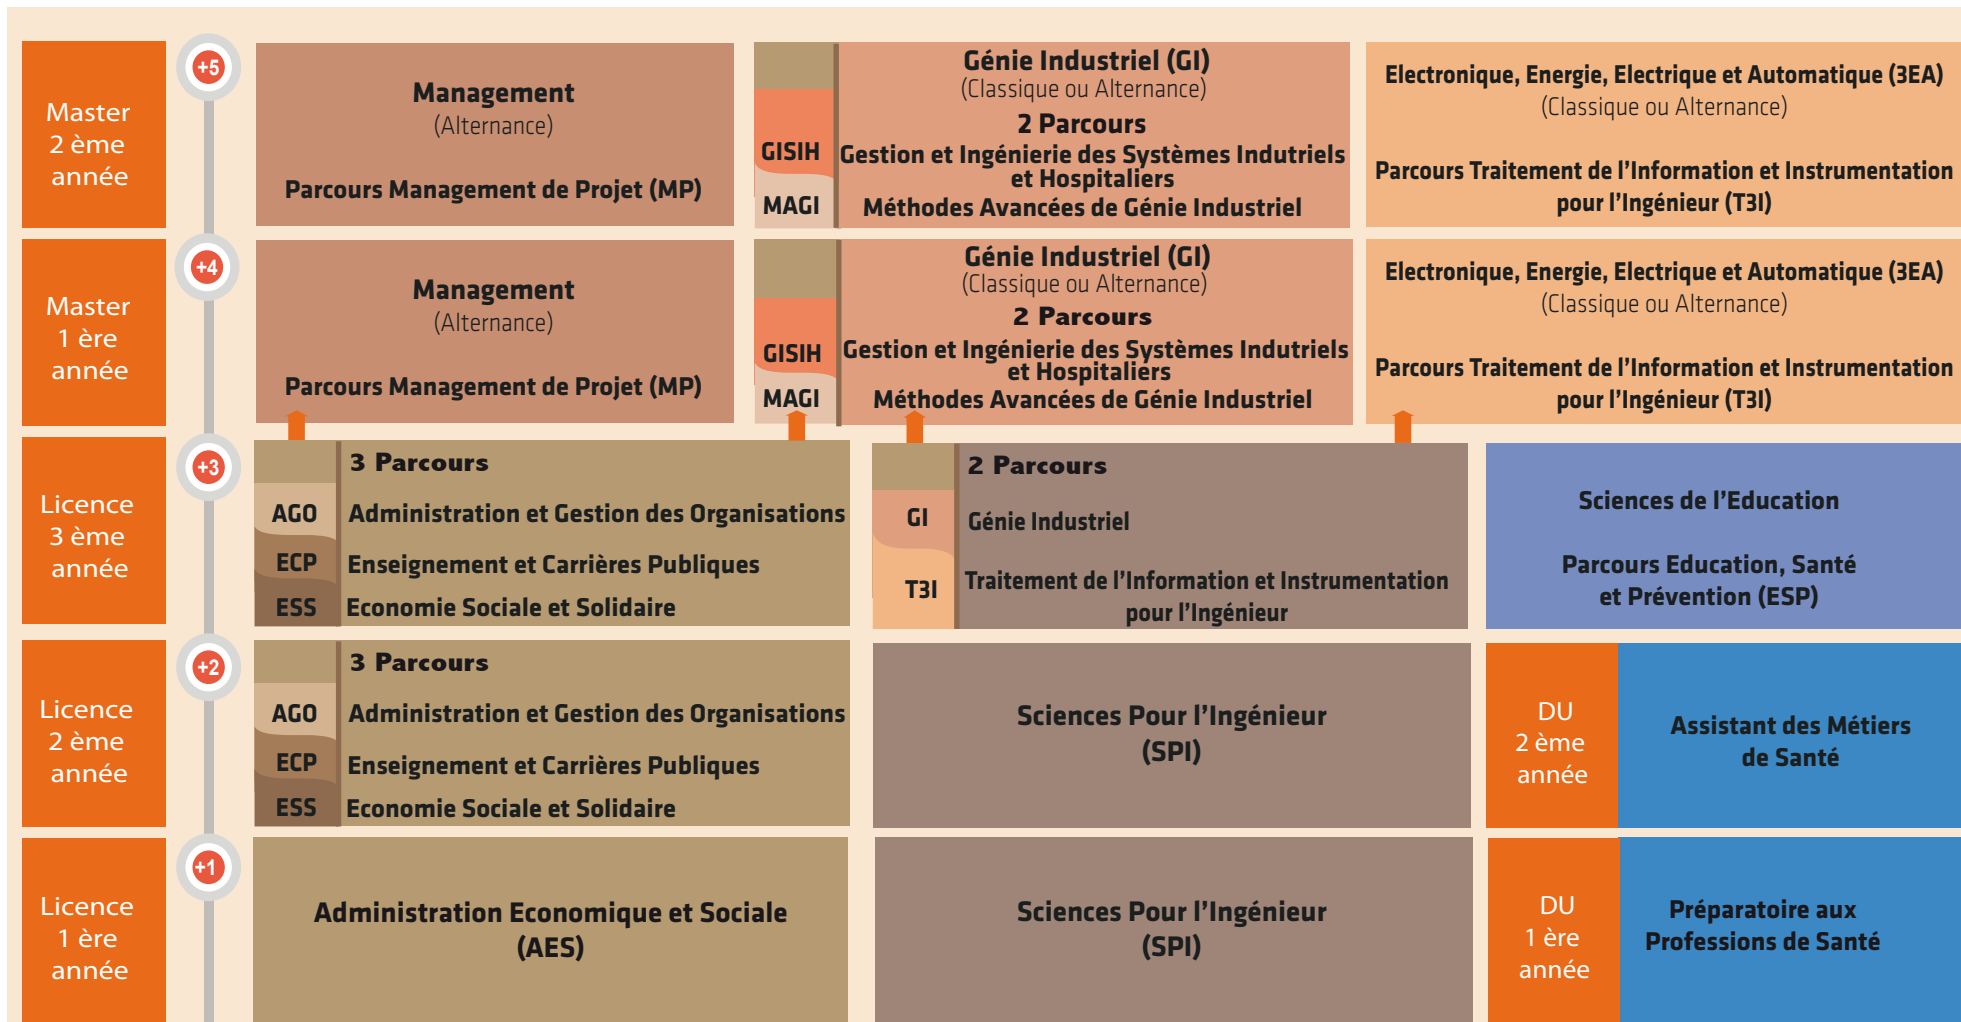 Master
2 ème
année
+5
Management
(Alternance)
Parcours Management de Projet (MP)
GISIH
MAGI
Génie Industriel (GI)
(Classique ou Alternance)
2 Parcours
Gestion et Ingénierie des Systèmes Indutriels
et Hospitaliers
Méthodes Avancées de Génie Industriel
Electronique, Energie, Electrique et Automatique (3EA)
(Classique ou Alternance)
Parcours Traitement de l'Information et Instrumentation
pour l'Ingénieur (T3I)
Master
1 ère
année
+4
Management
(Alternance)
Parcours Management de Projet (MP)
GISIH
MAGI
Génie Industriel (GI)
(Classique ou Alternance)
2 Parcours
Gestion et Ingénierie des Systèmes Indutriels
et Hospitaliers
Méthodes Avancées de Génie Industriel
Electronique, Energie, Electrique et Automatique (3EA)
(Classique ou Alternance)
Parcours Traitement de l'Information et Instrumentation
pour l'Ingénieur (T3I)
Licence
3 ème
année
+3
3 Parcours
AGO Administration et Gestion des Organisations
ECP Enseignement et Carrières Publiques
ESS Economie Sociale et Solidaire
2 Parcours
GI Génie Industriel
T3I Traitement de l'Information et Instrumentation
pour l'Ingénieur
Sciences de l'Education
Parcours Education, Santé
et Prévention (ESP)
Licence
2 ème
année
+2
3 Parcours
AGO Administration et Gestion des Organisations
ECP Enseignement et Carrières Publiques
ESS Economie Sociale et Solidaire
Sciences Pour l'Ingénieur
(SPI)
DU
2 ème
année
Assistant des Métiers
de Santé
Licence
1 ère
année
+1
Administration Economique et Sociale
(AES)
Sciences Pour l'Ingénieur
(SPI)
DU
1 ère
année
Préparatoire aux
Professions de Santé